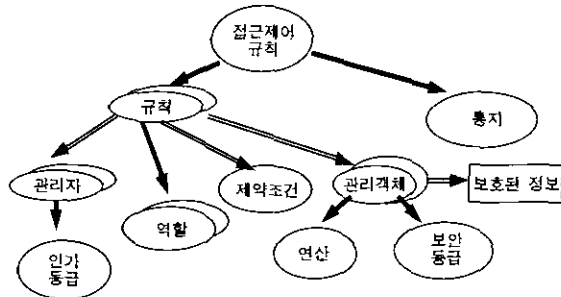 접근제어
규칙
규칙
통지
관리자
역할
제약조건
관리객체
보호된 정보
인가
등급
연산
보안
등급